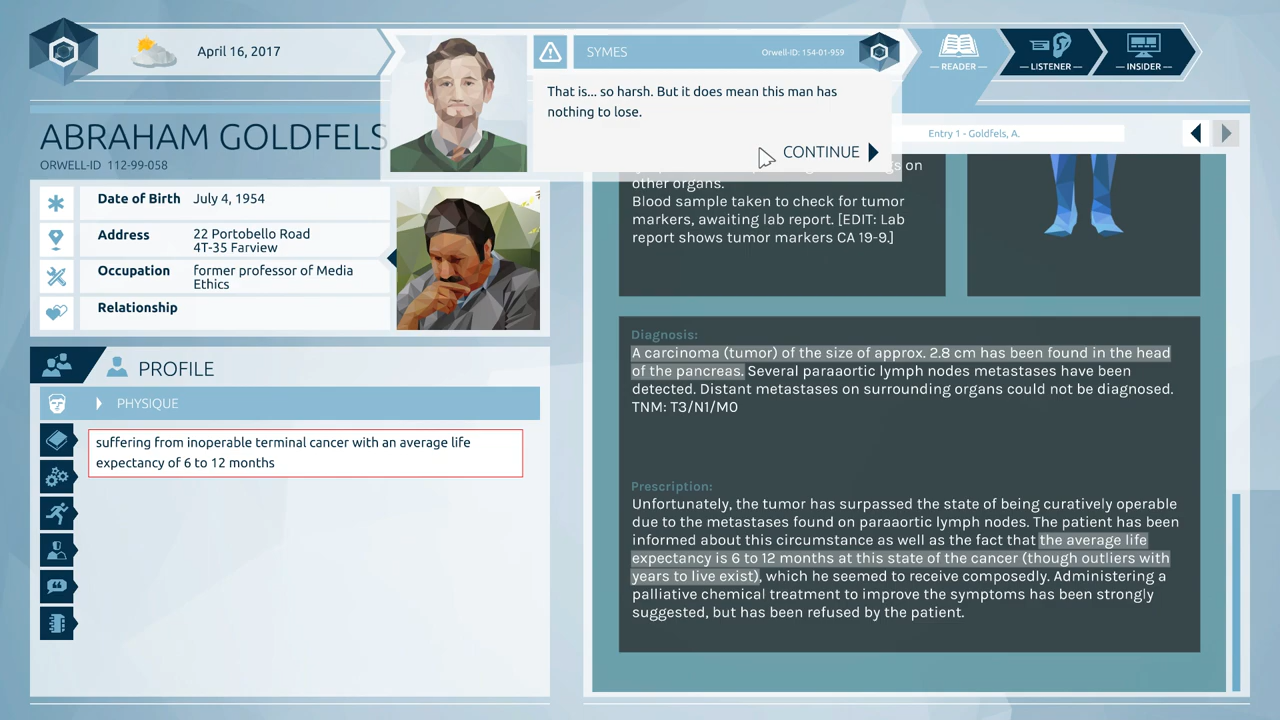 April 16, 2017
SYMES
Orwell-ID: 154-01-959
That is... so harsh. But it does mean this man has
nothing to lose.
CONTINUE
— READER —
— LISTENER —
— INSIDER —
ABRAHAM GOLDFELS
ORWELL-ID 112-99-058
Date of Birth July 4, 1954
Address 22 Portobello Road
4T-35 Farview
Occupation former professor of Media
Ethics
Relationship
PROFILE
PHYSIQUE
suffering from inoperable terminal cancer with an average life
expectancy of 6 to 12 months
Entry 1 - Goldfels, A.
on
other organs.
Blood sample taken to check for tumor
markers, awaiting lab report. [EDIT: Lab
report shows tumor markers CA 19-9.]
Diagnosis:
A carcinoma (tumor) of the size of approx. 2.8 cm has been found in the head
of the pancreas. Several paraaortic lymph nodes metastases have been
detected. Distant metastases on surrounding organs could not be diagnosed.
TNM: T3/N1/M0
Prescription:
Unfortunately, the tumor has surpassed the state of being curatively operable
due to the metastases found on paraaortic lymph nodes. The patient has been
informed about this circumstance as well as the fact that the average life
expectancy is 6 to 12 months at this state of the cancer (though outliers with
years to live exist), which he seemed to receive composedly. Administering a
palliative chemical treatment to improve the symptoms has been strongly
suggested, but has been refused by the patient.